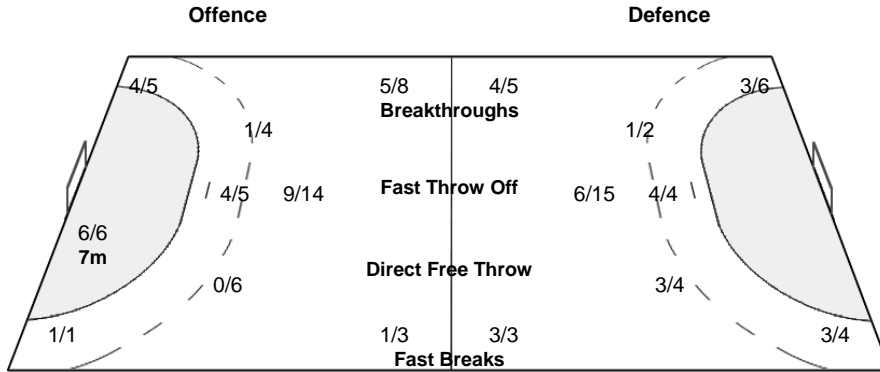 Offence Defence
4/5 5/8 4/5 3/6
Breakthroughs
1/4 1/2
Fast Throw Off
4/5 9/14 6/15 4/4
6/6
7m
Direct Free Throw
0/6 3/4
1/1 1/3 3/3 3/4
Fast Breaks